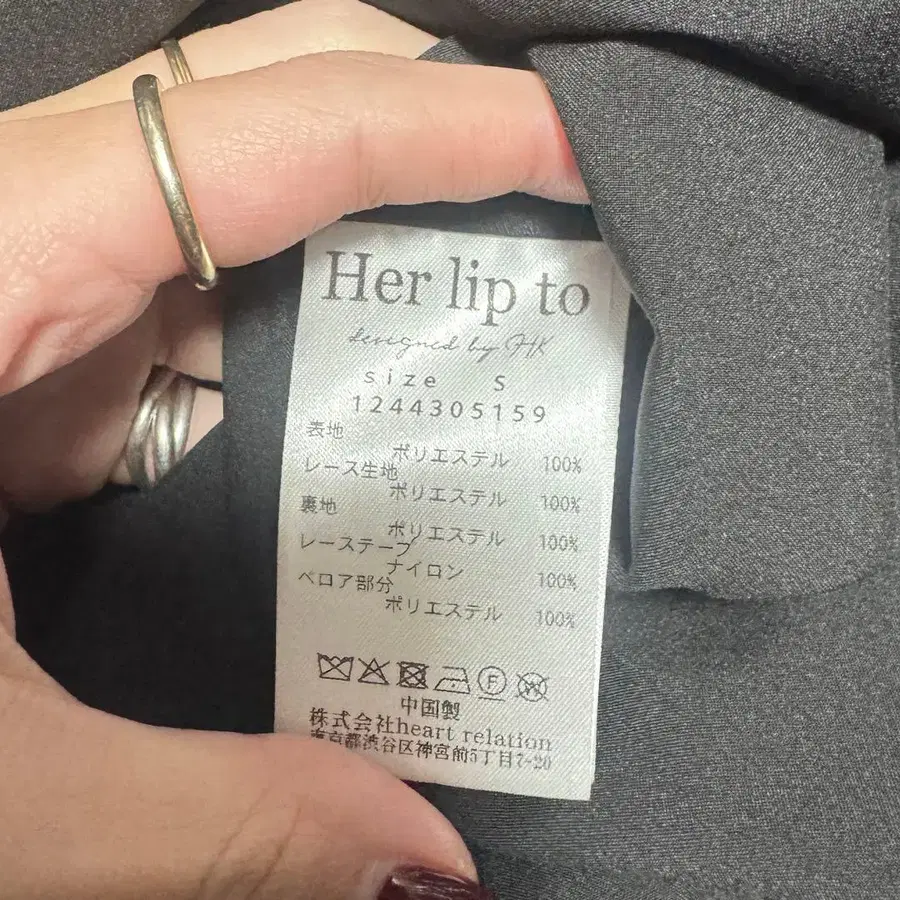 Her lip to
designed by HK
size S
1244305159
表地
ポリエステル 100%
レース生地
ポリエステル 100%
裏地
ポリエステル 100%
レーステープ
ナイロン 100%
ベロア部分
ポリエステル 100%
F W
中国製
株式会社heart relation
東京都渋谷区神宮前5丁目7-20